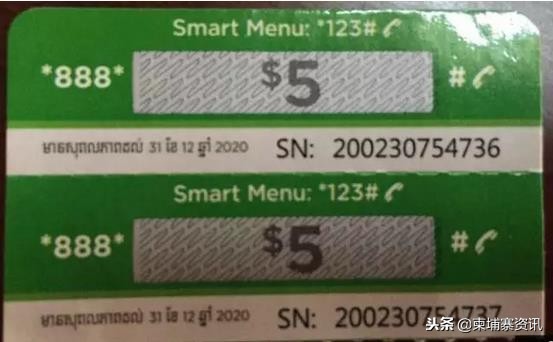 Smart Menu: *123#
*888* $5 #
មានសុពលភាពដល់ 31 ខែ 12 ឆ្នាំ 2020 SN: 200230754736
Smart Menu: *123#
*888* $5 #
មានសុពលភាពដល់ 31 ខែ 12 ឆ្នាំ 2020 SN: 200230754737
头条 @柬埔寨资讯